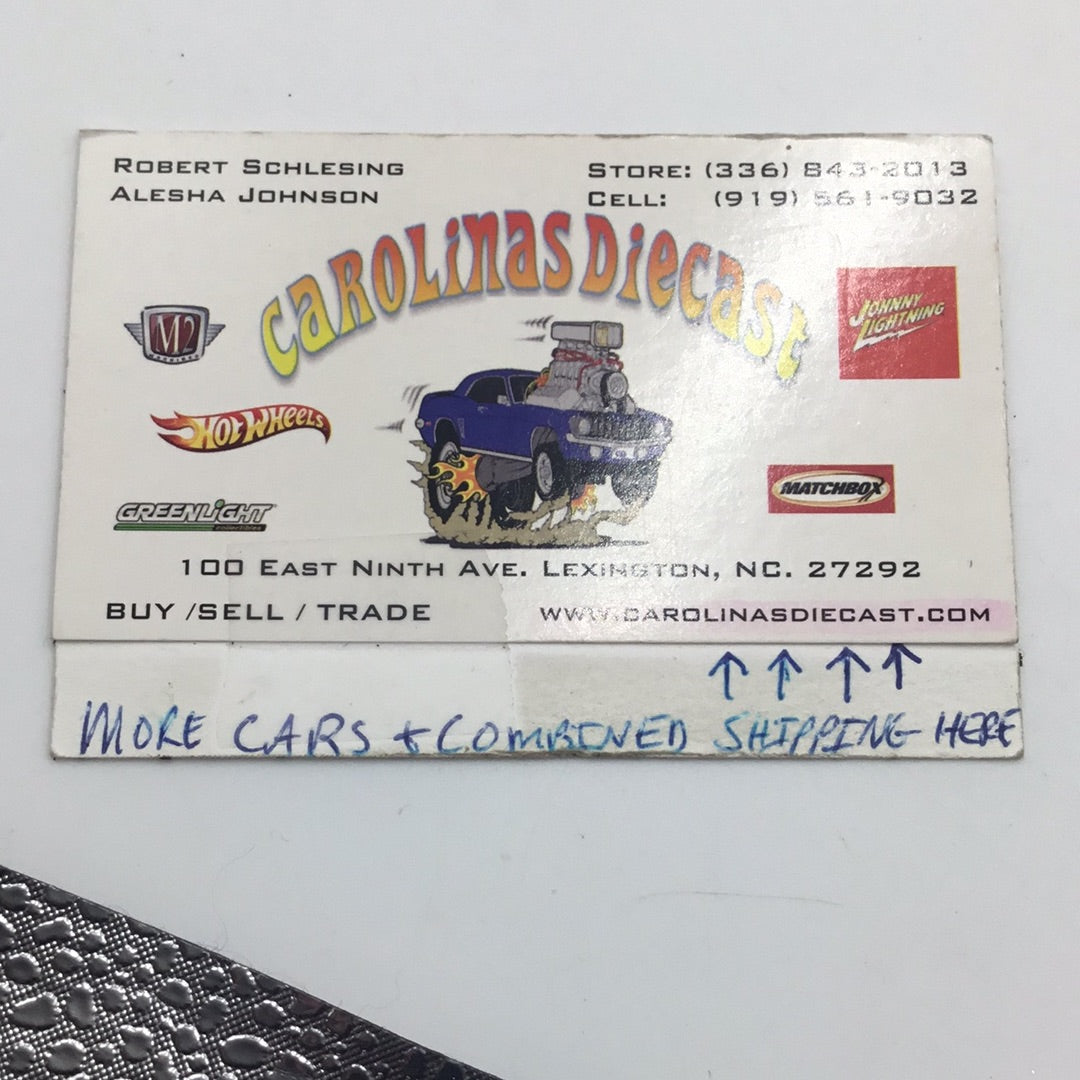 ROBERT SCHLESING
ALESHA JOHNSON
STORE: (336) 843-2013
CELL: (919) 561-9032
CAROLINAS DIECAST
M2
MACHINES
JOHNNY LIGHTNING
HOT WHEELS
MATCHBOX
GREENLIGHT
collectibles
100 EAST NINTH AVE. LEXINGTON, NC. 27292
BUY /SELL / TRADE
WWW.CAROLINASDIECAST.COM
MORE CARS + COMBINED SHIPPING HERE